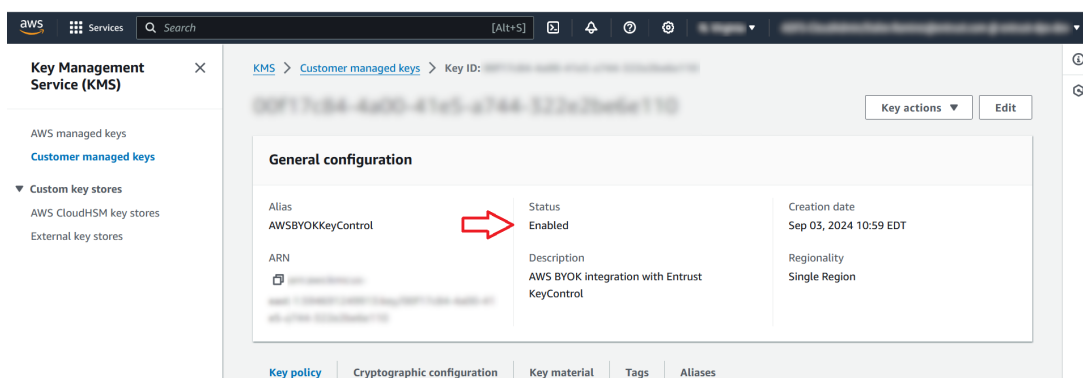 aws
Services
Search
[Alt+S]
Key Management
Service (KMS)
AWS managed keys
Customer managed keys
Custom key stores
AWS CloudHSM key stores
External key stores
KMS > Customer managed keys > Key ID:
Key actions
Edit
General configuration
Alias
AWSBYOKKeyControl
Status
Enabled
Creation date
Sep 03, 2024 10:59 EDT
ARN
Description
AWS BYOK integration with Entrust
KeyControl
Regionality
Single Region
Key policy
Cryptographic configuration
Key material
Tags
Aliases